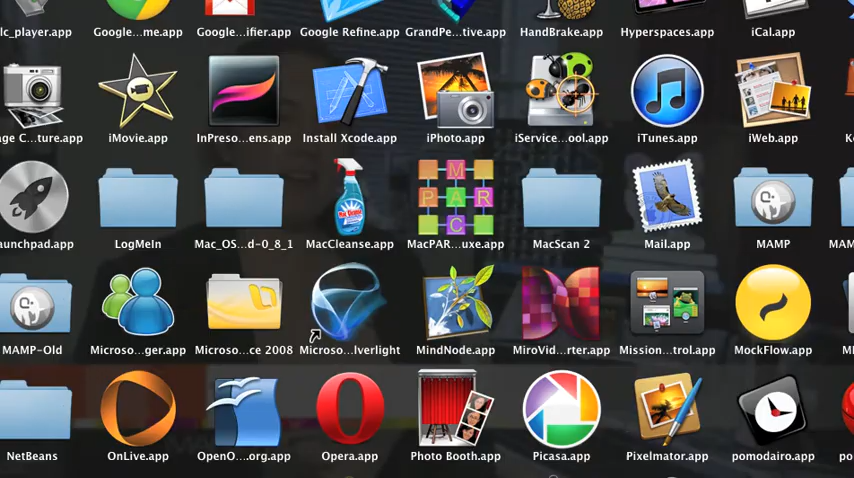 lc_player.app
Google...me.app
Google...ifier.app
Google Refine.app
GrandPe...tive.app
HandBrake.app
Hyperspaces.app
iCal.app
age C...ture.app
iMovie.app
InPreso...ens.app
Install Xcode.app
iPhoto.app
iService...ool.app
iTunes.app
iWeb.app
Ke
aunchpad.app
LogMeIn
Mac_OS...d-0_8_1
MacCleanse.app
MacPAR...uxe.app
MacScan 2
Mail.app
MAMP
MAM
MAMP-Old
Microso...ger.app
Microso...ce 2008
Microso...lverlight
MindNode.app
MiroVid...rter.app
Mission...trol.app
MockFlow.app
NetBeans
OnLive.app
OpenO....org.app
Opera.app
Photo Booth.app
Picasa.app
Pixelmator.app
pomodairo.app
po